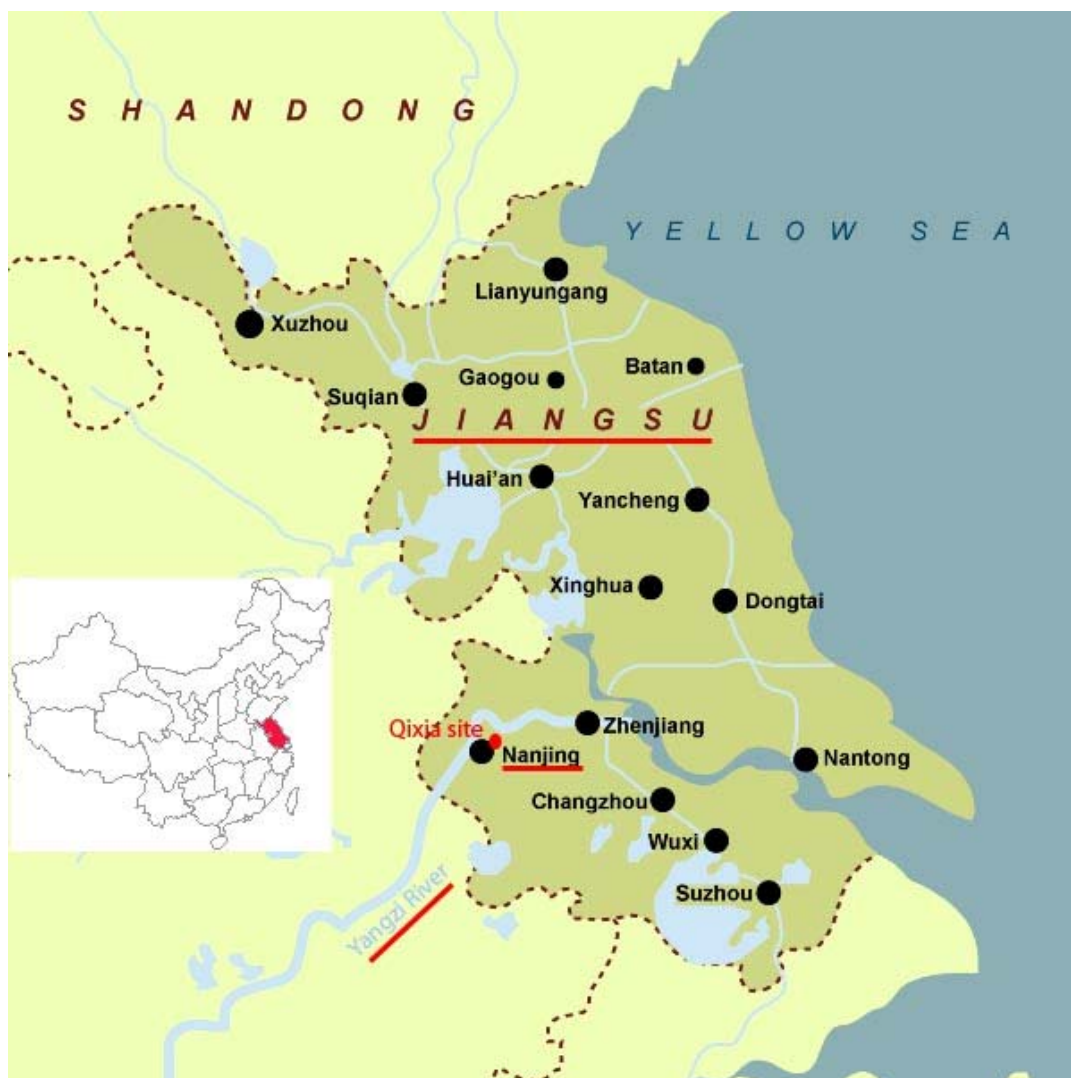 SHANDONG
YELLOW SEA
Lianyungang
Xuzhou
Batan
Gaogou
Suqian
JIANGSU
Huai'an
Yancheng
Xinghua
Dongtai
Qixia site
Zhenjiang
Nanjing
Nantong
Changzhou
Wuxi
Suzhou
Yangzi River